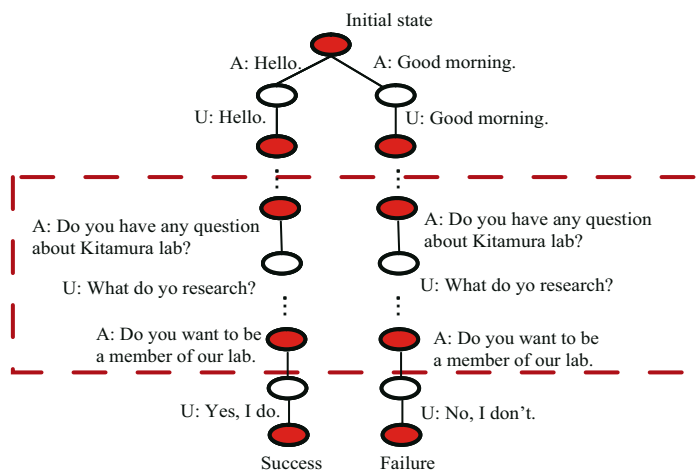 Initial state
A: Hello.
A: Good morning.
U: Hello.
U: Good morning.
A: Do you have any question
about Kitamura lab?
A: Do you have any question
about Kitamura lab?
U: What do yo research?
U: What do yo research?
A: Do you want to be
a member of our lab.
A: Do you want to be
a member of our lab.
U: Yes, I do.
U: No, I don't.
Success
Failure